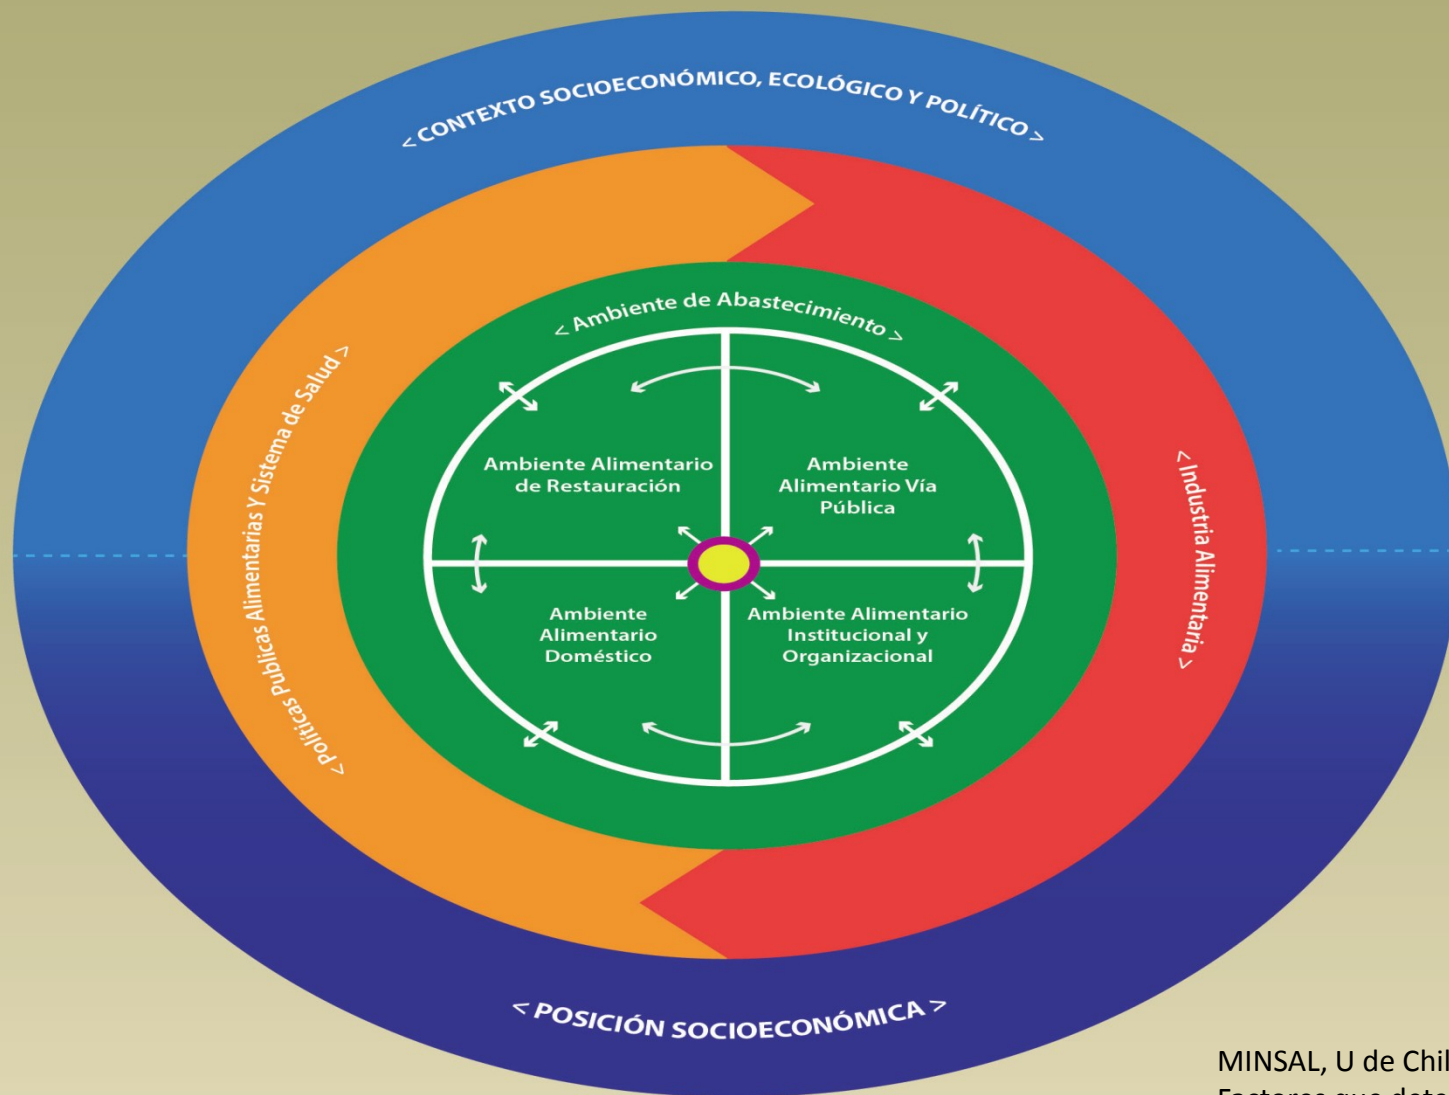 < CONTEXTO SOCIOECONÓMICO, ECOLÓGICO Y POLÍTICO >
< Ambiente de Abastecimiento >
< Políticas Publicas Alimentarias Y Sistema de Salud >
Ambiente Alimentario
de Restauración
Ambiente
Alimentario Vía
Pública
< Industria Alimentaria >
Ambiente
Alimentario
Doméstico
Ambiente Alimentario
Institucional y
Organizacional
< POSICIÓN SOCIOECONÓMICA >
MINSAL, U de Chil